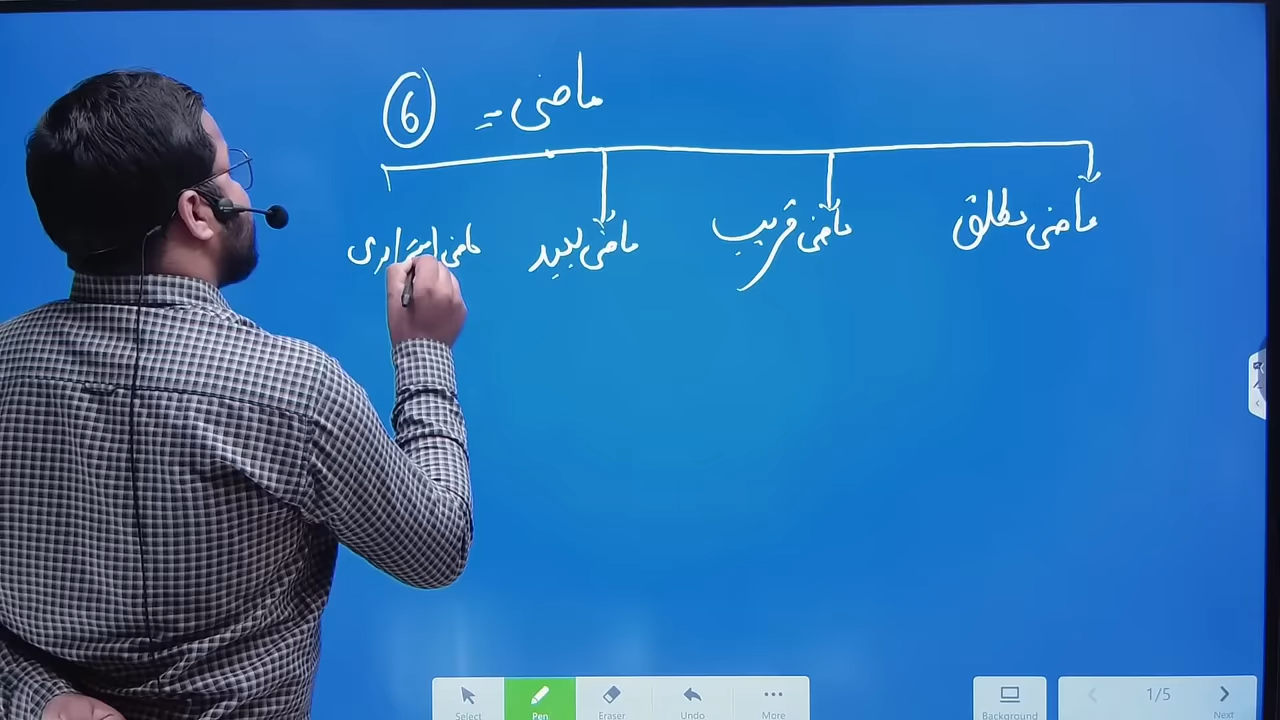 ماضی = 6
ماضی مطلق ماضی قریب ماضی بعید ماضی استمراری
Select Pen Eraser Undo More Background 1/5 Next